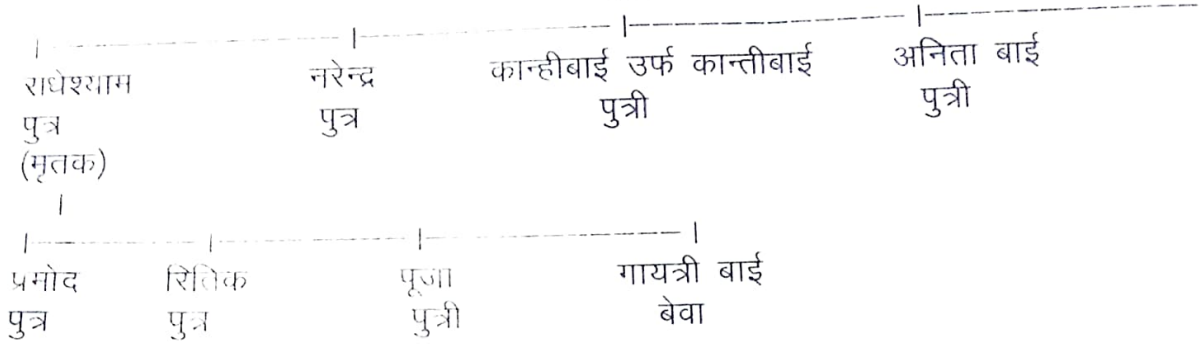 राधेश्याम नरेन्द्र कान्हीबाई उर्फ कान्तीबाई अनिता बाई
पुत्र पुत्र पुत्री पुत्री
(मृतक)
प्रमोद रितिक पूजा गायत्री बाई
पुत्र पुत्र पुत्री बेवा